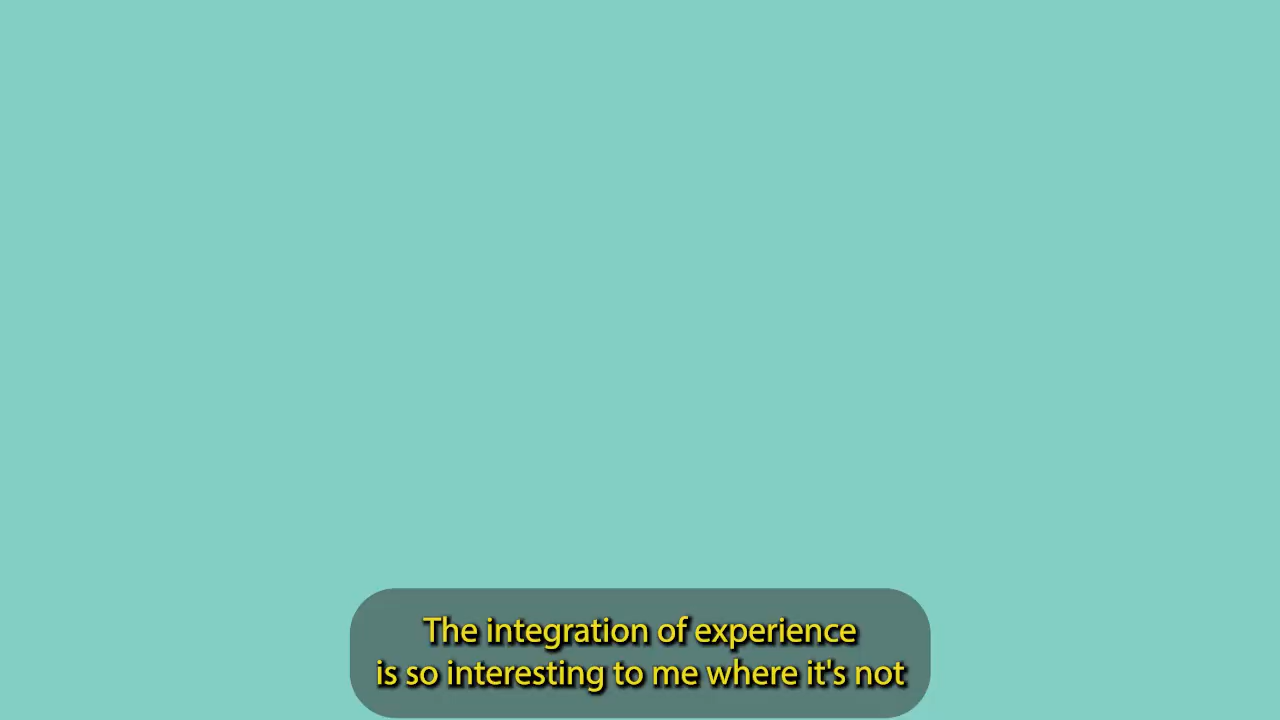 The integration of experience
is so interesting to me where it's not